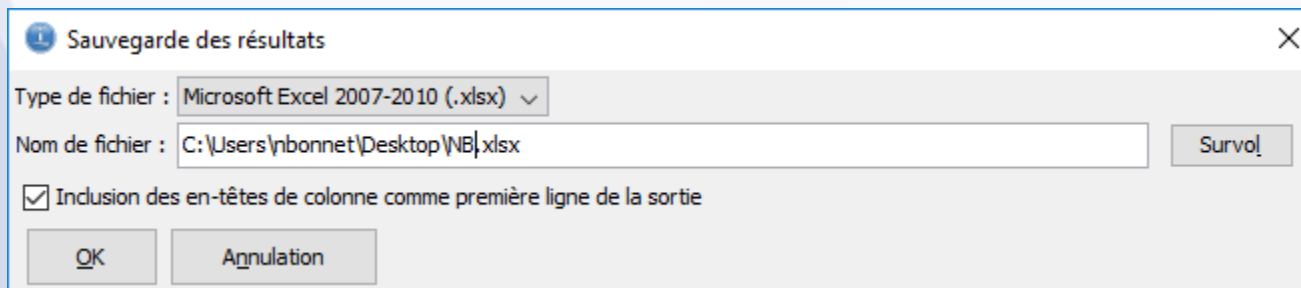 Sauvegarde des résultats
Type de fichier : Microsoft Excel 2007-2010 (.xlsx)
Nom de fichier : C:\Users\nbonnet\Desktop\NB.xlsx Survol
Inclusion des en-têtes de colonne comme première ligne de la sortie
OK Annulation